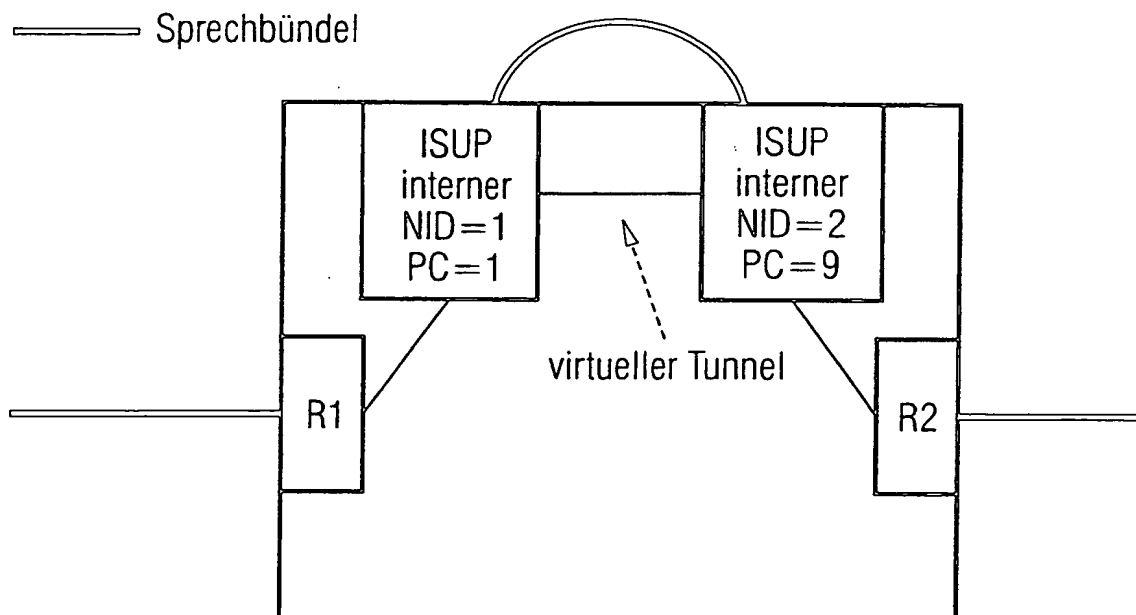 Sprechbündel
ISUP
interner
NID=1
PC=1
ISUP
interner
NID=2
PC=9
virtueller Tunnel
R1
R2